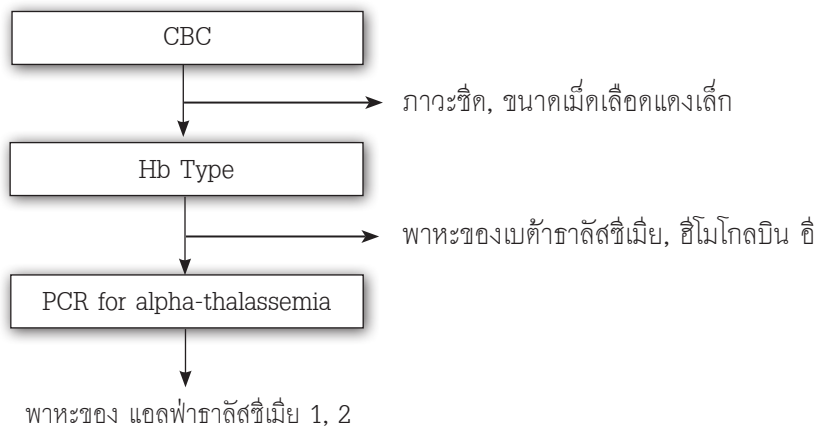 CBC
ภาวะซีด, ขนาดเม็ดเลือดแดงเล็ก
Hb Type
พาหะของเบต้าธาลัสซีเมีย, ฮีโมโกลบิน อี
PCR for alpha-thalassemia
พาหะของ แอลฟ่าธาลัสซีเมีย 1, 2